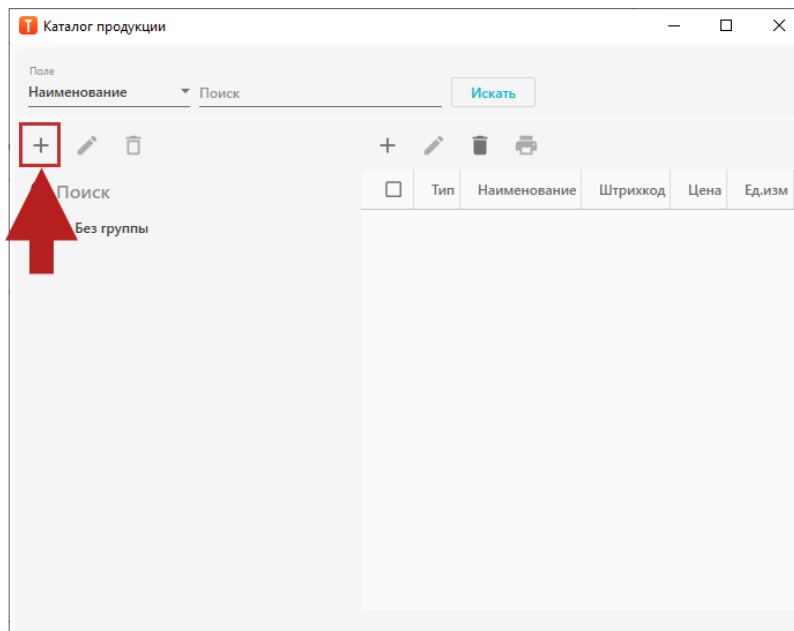 T Каталог продукции
Поле
Наименование Поиск Искать
Поиск
Без группы
Тип Наименование Штрихкод Цена Ед.изм